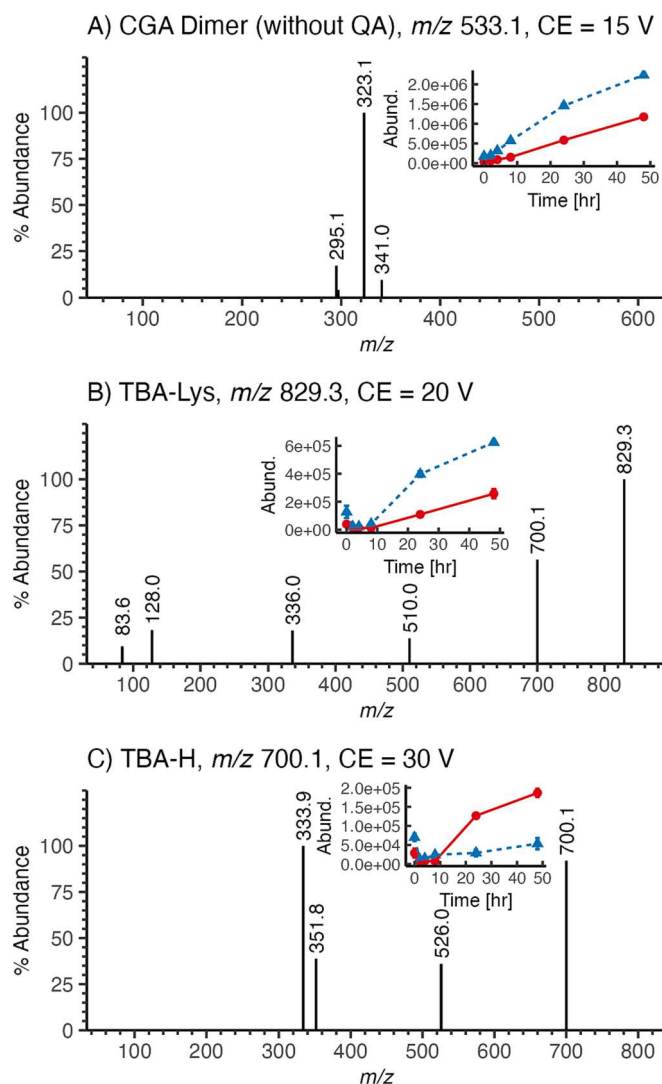 A) CGA Dimer (without QA), m/z 533.1, CE = 15 V
% Abundance
100
75
50
25
0
295.1
323.1
341.0
100 200 300 400 500 600
m/z
Abund.
2.0e+06
1.5e+06
1.0e+06
5.0e+05
0.0e+00
0 10 20 30 40 50
Time [hr]
B) TBA-Lys, m/z 829.3, CE = 20 V
% Abundance
100
75
50
25
0
83.6
128.0
336.0
510.0
700.1
829.3
100 200 300 400 500 600 700 800
m/z
Abund.
6e+05
4e+05
2e+05
0e+00
0 10 20 30 40 50
Time [hr]
C) TBA-H, m/z 700.1, CE = 30 V
% Abundance
100
75
50
25
0
333.9
351.8
526.0
700.1
100 200 300 400 500 600 700 800
m/z
Abund.
2.0e+05
1.5e+05
1.0e+05
5.0e+04
0.0e+00
0 10 20 30 40 50
Time [hr]